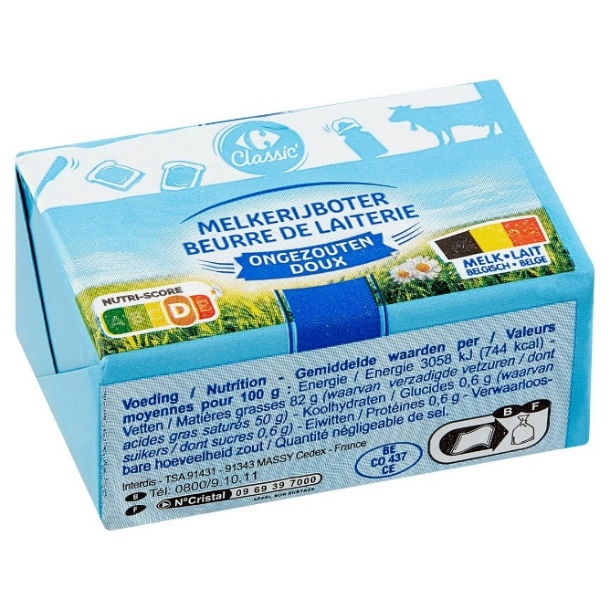 Classic'
MELKERIJBOTER
BEURRE DE LAITERIE
ONGEZOUTEN
DOUX
MELK • LAIT
BELGISCH • BELGE
NUTRI-SCORE
A B C D E
Voeding / Nutrition - Gemiddelde waarden per / Valeurs
moyennes pour 100 g : Energie / Energie 3058 kJ (744 kcal) -
Vetten / Matières grasses 82 g (waarvan verzadigde vetzuren / dont
acides gras saturés 50 g) - Koolhydraten / Glucides 0,6 g (waarvan
suikers / dont sucres 0,6 g) - Eiwitten / Protéines 0,6 g - Verwaarloos-
bare hoeveelheid zout / Quantité négligeable de sel.
Interdis - TSA 91431 - 91343 MASSY Cedex - France
B Tél: 0800/9.10.11
F N°Cristal 09 69 39 7000
APPEL NON SURTAXÉ
BE
CO 437
CE
B F